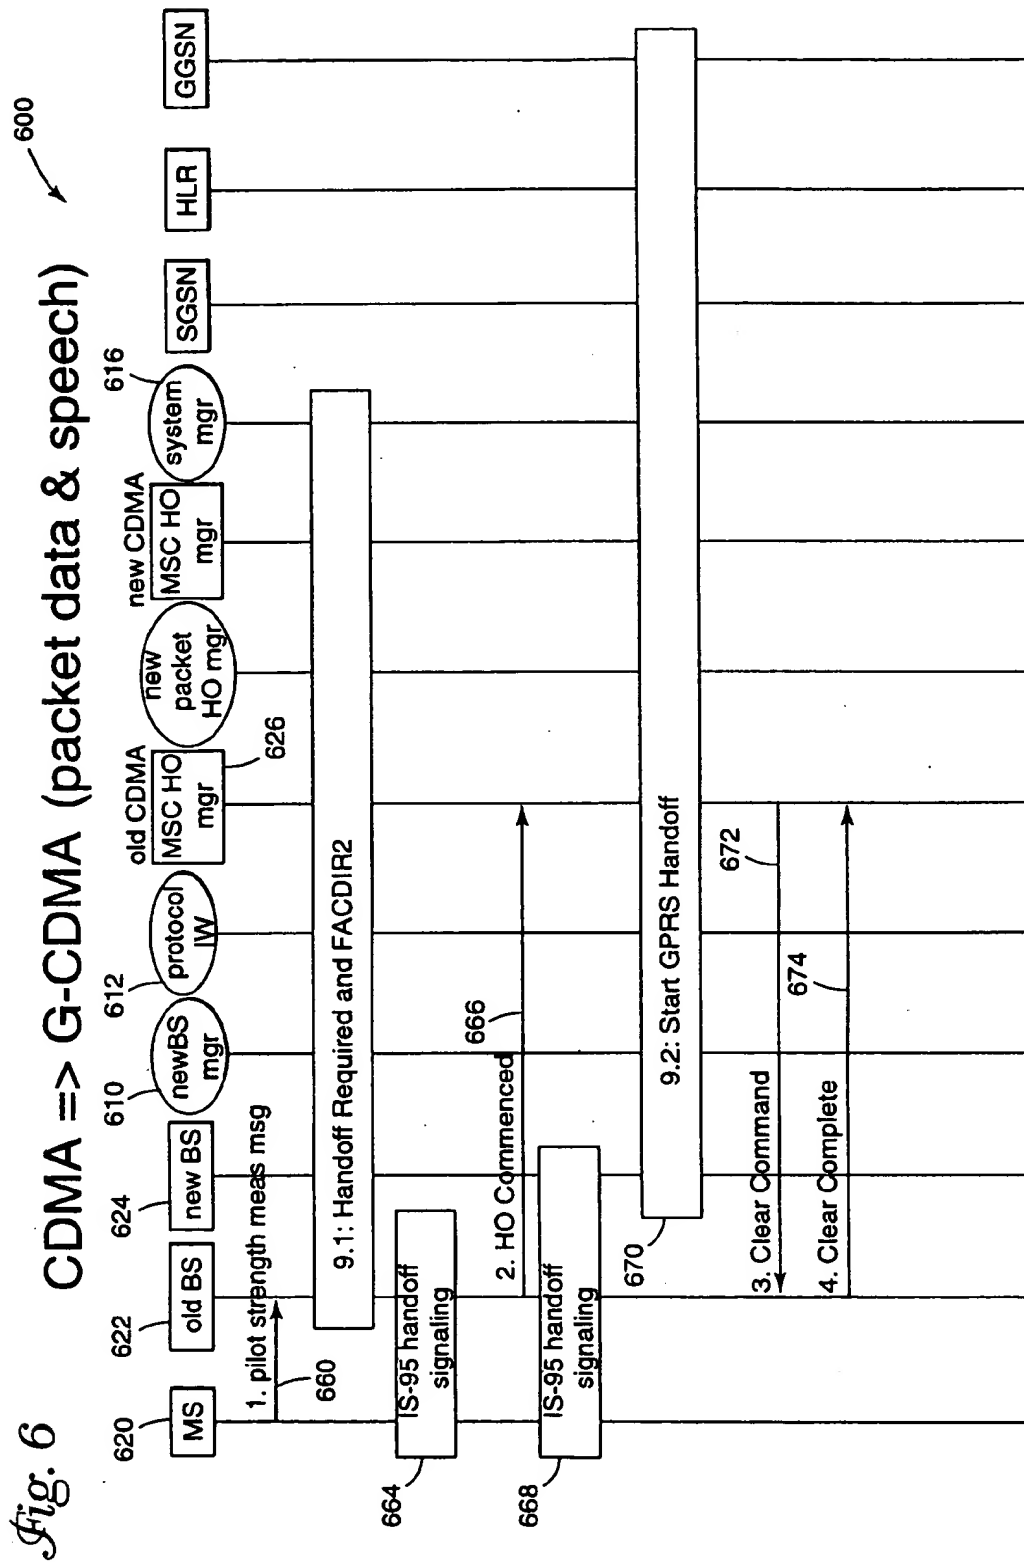 Fig. 6
CDMA => G-CDMA (packet data & speech)
600
620
MS
622
old BS
624
new BS
610
newBS
mgr
612
protocol
IW
old CDMA
MSC HO
mgr
626
new
packet
HO mgr
new CDMA
MSC HO
mgr
616
system
mgr
SGSN
HLR
GGSN
1. pilot strength meas msg
660
9.1: Handoff Required and FACDIR2
664
IS-95 handoff
signaling
2. HO Commenced
666
668
IS-95 handoff
signaling
670
9.2: Start GPRS Handoff
3. Clear Command
672
4. Clear Complete
674